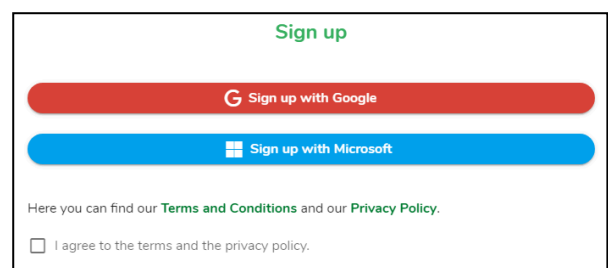 Sign up
Sign up with Google
Sign up with Microsoft
Here you can find our Terms and Conditions and our Privacy Policy.
I agree to the terms and the privacy policy.